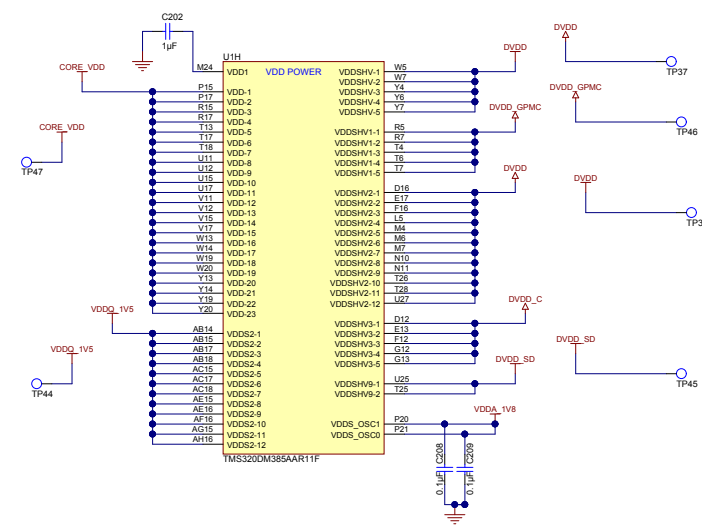 C202
1µF
U1H
VDD POWER
M24 VDD1
CORE_VDD
P15 VDD-1
P17 VDD-2
R15 VDD-3
R17 VDD-4
T13 VDD-5
T17 VDD-6
T18 VDD-7
U11 VDD-8
U12 VDD-9
U15 VDD-10
U17 VDD-11
V11 VDD-12
V12 VDD-13
V15 VDD-14
V17 VDD-15
W13 VDD-16
W14 VDD-17
W19 VDD-18
W20 VDD-19
Y13 VDD-20
Y14 VDD-21
Y19 VDD-22
Y20 VDD-23
CORE_VDD
TP47
VDDQ_1V5
AB14 VDDS2-1
AB15 VDDS2-2
AB17 VDDS2-3
AB18 VDDS2-4
AC15 VDDS2-5
AC17 VDDS2-6
AC18 VDDS2-7
AE15 VDDS2-8
AE16 VDDS2-9
AF16 VDDS2-10
AG15 VDDS2-11
AH16 VDDS2-12
VDDQ_1V5
TP44
VDDSHV-1 W5
VDDSHV-2 W7
VDDSHV-3 Y4
VDDSHV-4 Y6
VDDSHV-5 Y7
DVDD
VDDSHV1-1 R5
VDDSHV1-2 R7
VDDSHV1-3 T4
VDDSHV1-4 T6
VDDSHV1-5 T7
DVDD_GPMC
VDDSHV2-1 D16
VDDSHV2-2 E17
VDDSHV2-3 F16
VDDSHV2-4 L5
VDDSHV2-5 M4
VDDSHV2-6 M6
VDDSHV2-7 M7
VDDSHV2-8 N10
VDDSHV2-9 N11
VDDSHV2-10 T26
VDDSHV2-11 T28
VDDSHV2-12 U27
DVDD
VDDSHV3-1 D12
VDDSHV3-2 E13
VDDSHV3-3 F12
VDDSHV3-4 G12
VDDSHV3-5 G13
DVDD_C
VDDSHV9-1 U25
VDDSHV9-2 T25
DVDD_SD
VDDS_OSC1 P20
VDDS_OSC0 P21
VDDA_1V8
TMS320DM385AAR11F
0.1µF C208
0.1µF C209
DVDD
TP37
DVDD_GPMC
TP46
DVDD
TP3
DVDD_SD
TP45